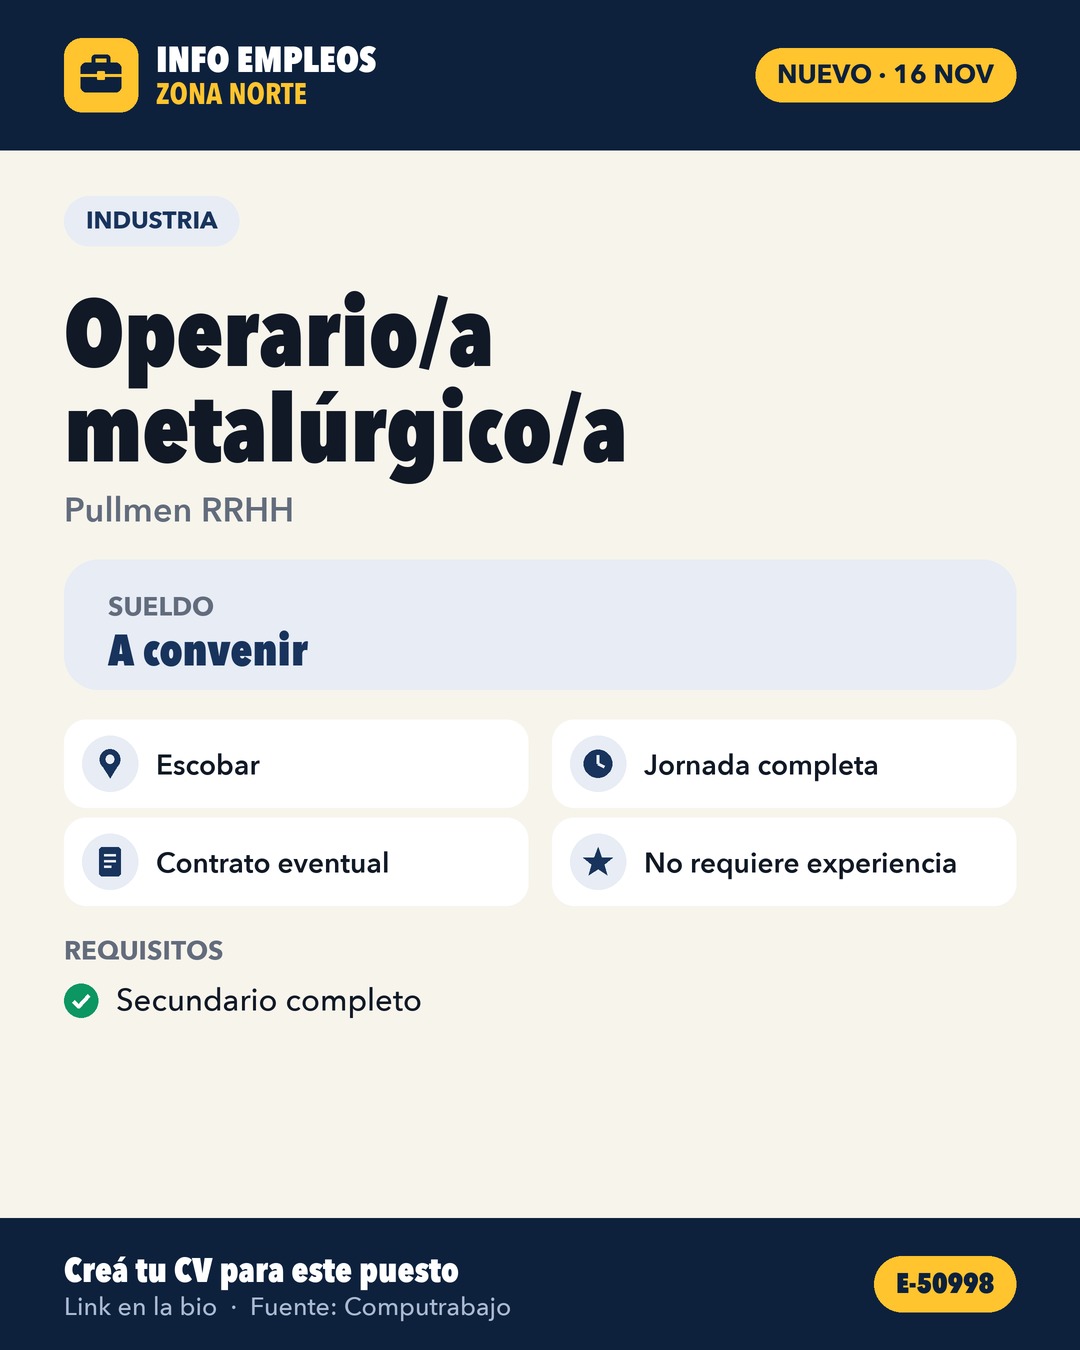 INFO EMPLEOS
ZONA NORTE
NUEVO · 16 NOV
INDUSTRIA
Operario/a
metalúrgico/a
Pullmen RRHH
SUELDO
A convenir
Escobar
Jornada completa
Contrato eventual
No requiere experiencia
REQUISITOS
Secundario completo
Creá tu CV para este puesto
Link en la bio · Fuente: Computrabajo
E-50998